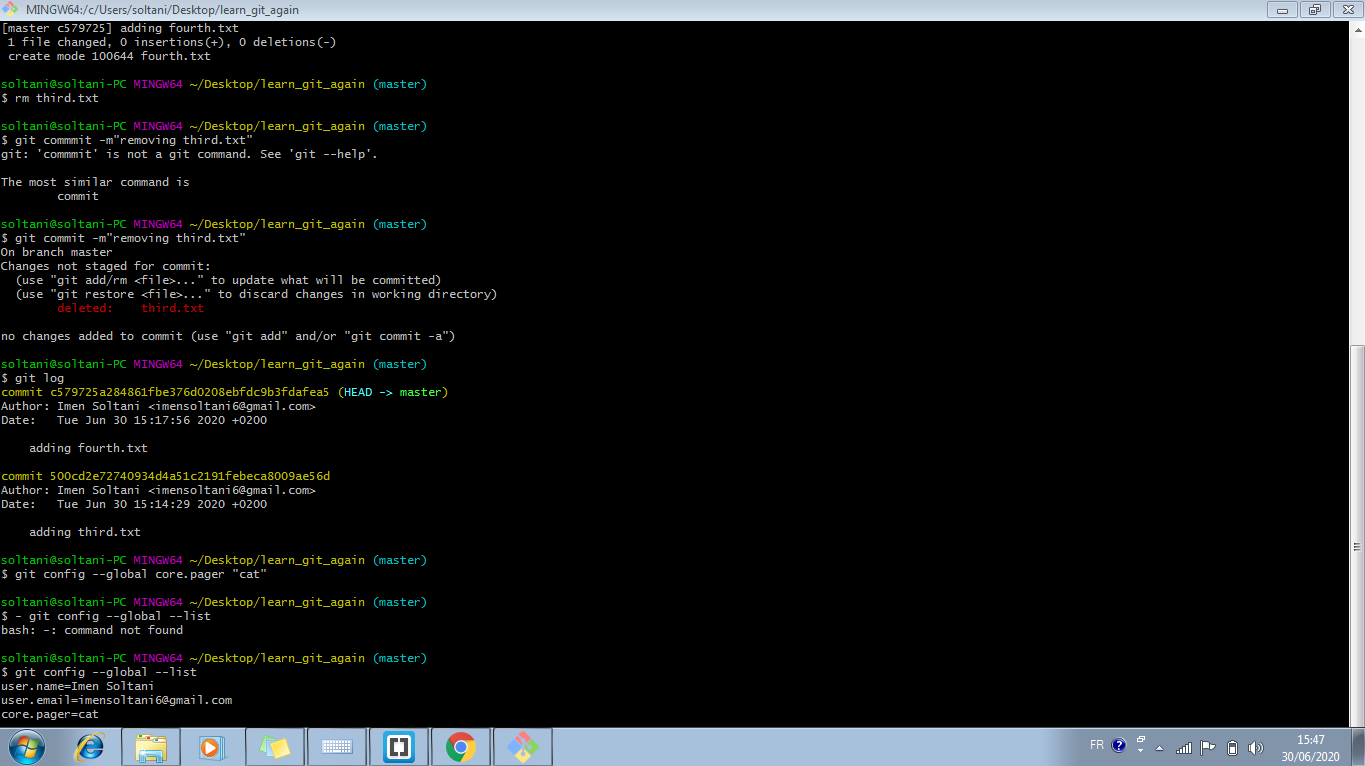 MINGW64:/c/Users/soltani/Desktop/learn_git_again
[master c579725] adding fourth.txt
 1 file changed, 0 insertions(+), 0 deletions(-)
 create mode 100644 fourth.txt
soltani@soltani-PC MINGW64 ~/Desktop/learn_git_again (master)
$ rm third.txt
soltani@soltani-PC MINGW64 ~/Desktop/learn_git_again (master)
$ git commmit -m"removing third.txt"
git: 'commmit' is not a git command. See 'git --help'.
The most similar command is
        commit
soltani@soltani-PC MINGW64 ~/Desktop/learn_git_again (master)
$ git commit -m"removing third.txt"
On branch master
Changes not staged for commit:
  (use "git add/rm <file>..." to update what will be committed)
  (use "git restore <file>..." to discard changes in working directory)
        deleted:    third.txt
no changes added to commit (use "git add" and/or "git commit -a")
soltani@soltani-PC MINGW64 ~/Desktop/learn_git_again (master)
$ git log
commit c579725a284861fbe376d0208ebfdc9b3fdafea5 (HEAD -> master)
Author: Imen Soltani <imensoltani6@gmail.com>
Date:   Tue Jun 30 15:17:56 2020 +0200
    adding fourth.txt
commit 500cd2e72740934d4a51c2191febeca8009ae56d
Author: Imen Soltani <imensoltani6@gmail.com>
Date:   Tue Jun 30 15:14:29 2020 +0200
    adding third.txt
soltani@soltani-PC MINGW64 ~/Desktop/learn_git_again (master)
$ git config --global core.pager "cat"
soltani@soltani-PC MINGW64 ~/Desktop/learn_git_again (master)
$ - git config --global --list
bash: -: command not found
soltani@soltani-PC MINGW64 ~/Desktop/learn_git_again (master)
$ git config --global --list
user.name=Imen Soltani
user.email=imensoltani6@gmail.com
core.pager=cat
FR
15:47
30/06/2020